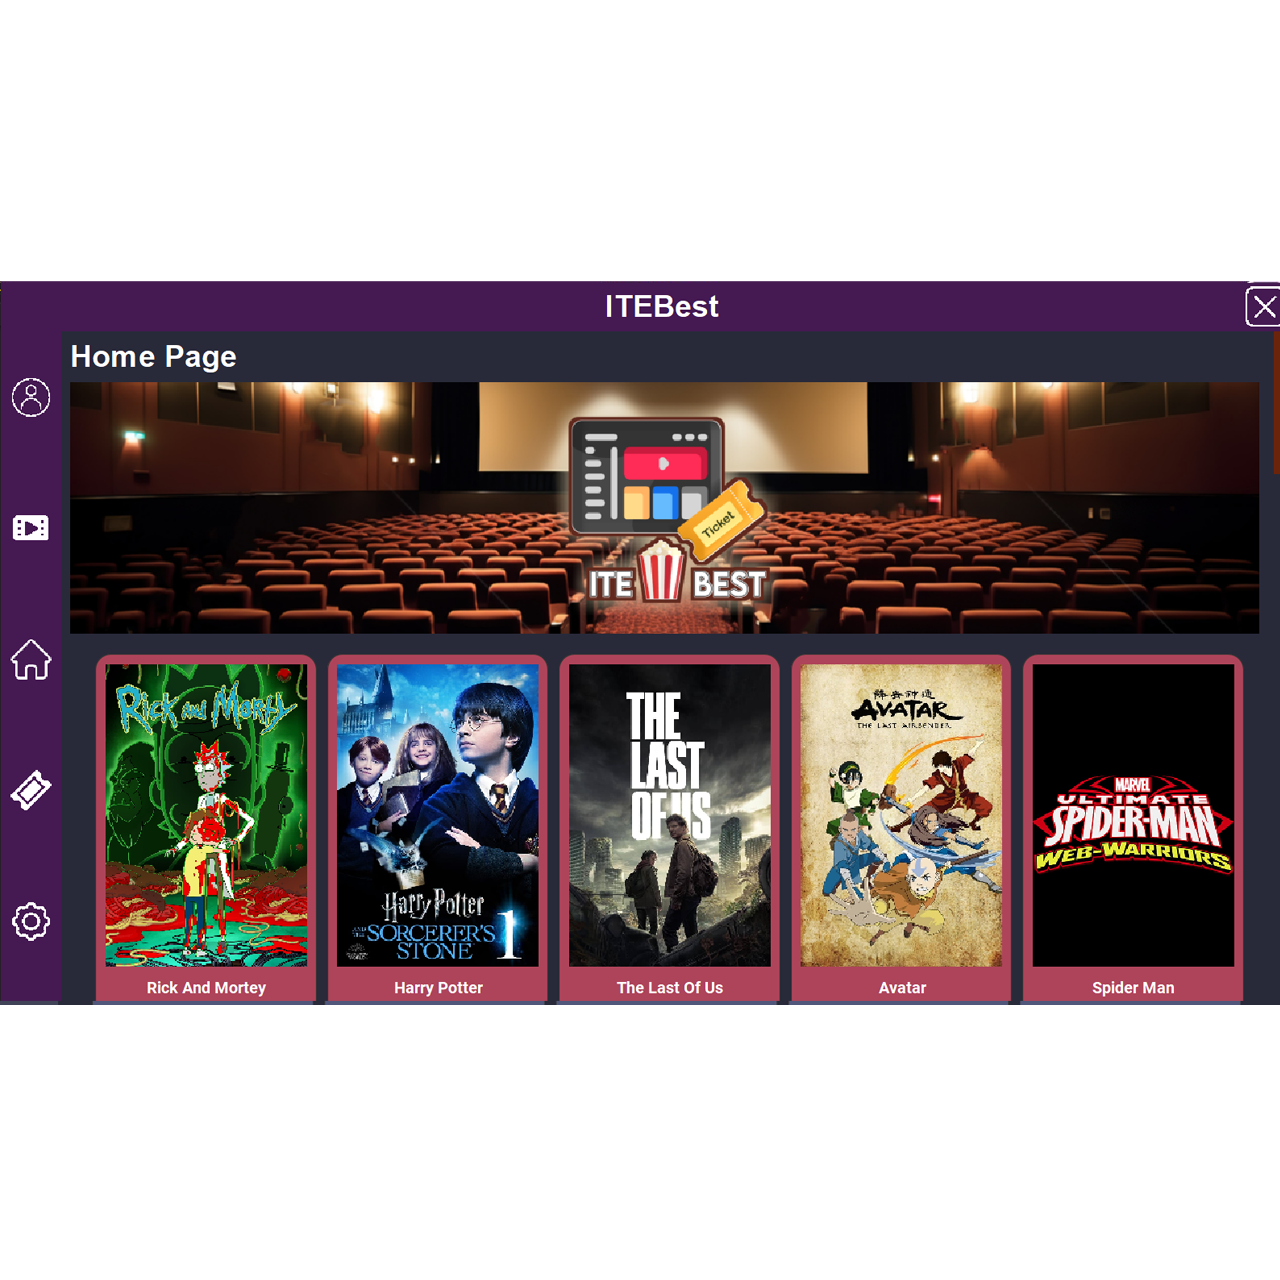 ITEBest
Home Page
Ticket
ITE BEST
Rick and Morty
Harry Potter
AND THE SORCERER'S
STONE 1
THE
LAST
OF US
AVATAR
THE LAST AIRBENDER
MARVEL
ULTIMATE
SPIDER-MAN
WEB-WARRIORS
Rick And Mortey
Harry Potter
The Last Of Us
Avatar
Spider Man